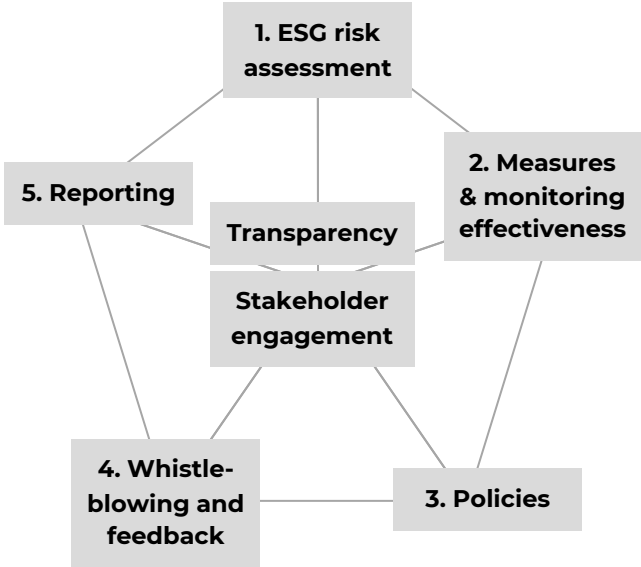 1. ESG risk
assessment
2. Measures
& monitoring
effectiveness
5. Reporting
Transparency
Stakeholder
engagement
4. Whistle-
blowing and
feedback
3. Policies